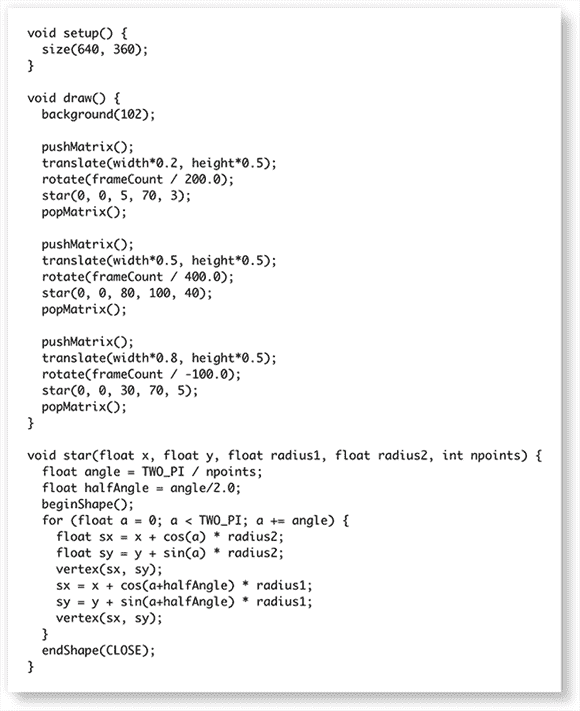 void setup() {
  size(640, 360);
}

void draw() {
  background(102);

  pushMatrix();
  translate(width*0.2, height*0.5);
  rotate(frameCount / 200.0);
  star(0, 0, 5, 70, 3);
  popMatrix();

  pushMatrix();
  translate(width*0.5, height*0.5);
  rotate(frameCount / 400.0);
  star(0, 0, 80, 100, 40);
  popMatrix();

  pushMatrix();
  translate(width*0.8, height*0.5);
  rotate(frameCount / -100.0);
  star(0, 0, 30, 70, 5);
  popMatrix();
}

void star(float x, float y, float radius1, float radius2, int npoints) {
  float angle = TWO_PI / npoints;
  float halfAngle = angle/2.0;
  beginShape();
  for (float a = 0; a < TWO_PI; a += angle) {
    float sx = x + cos(a) * radius2;
    float sy = y + sin(a) * radius2;
    vertex(sx, sy);
    sx = x + cos(a+halfAngle) * radius1;
    sy = y + sin(a+halfAngle) * radius1;
    vertex(sx, sy);
  }
  endShape(CLOSE);
}